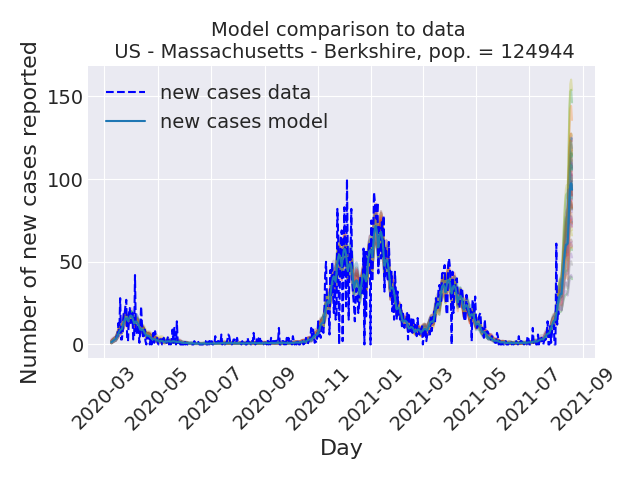 Model comparison to data
US - Massachusetts - Berkshire, pop. = 124944
new cases data
new cases model
Number of new cases reported
150
100
50
0
2020-03
2020-05
2020-07
2020-09
2020-11
2021-01
2021-03
2021-05
2021-07
2021-09
Day